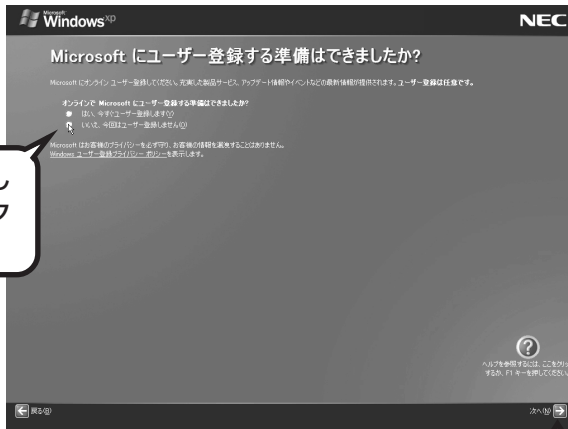 Microsoft
Windows xp
NEC
Microsoft にユーザー登録する準備はできましたか?
Microsoft にオンライン ユーザー登録してください。充実した製品サービス、アップデート情報やイベントなどの最新情報が提供されます。ユーザー登録は任意です。
オンラインで Microsoft にユーザー登録する準備はできましたか?
はい、今すぐユーザー登録します(Y)
いいえ、今回はユーザー登録しません(O)
Microsoft はお客様のプライバシーを必ず守り、お客様の情報を漏洩することはありません。
Windows ユーザー登録プライバシー ポリシーを表示します。
ん
ク
ヘルプを参照するには、ここをクリッ
するか、F1 キーを押してください。
戻る(B)
次へ(N)